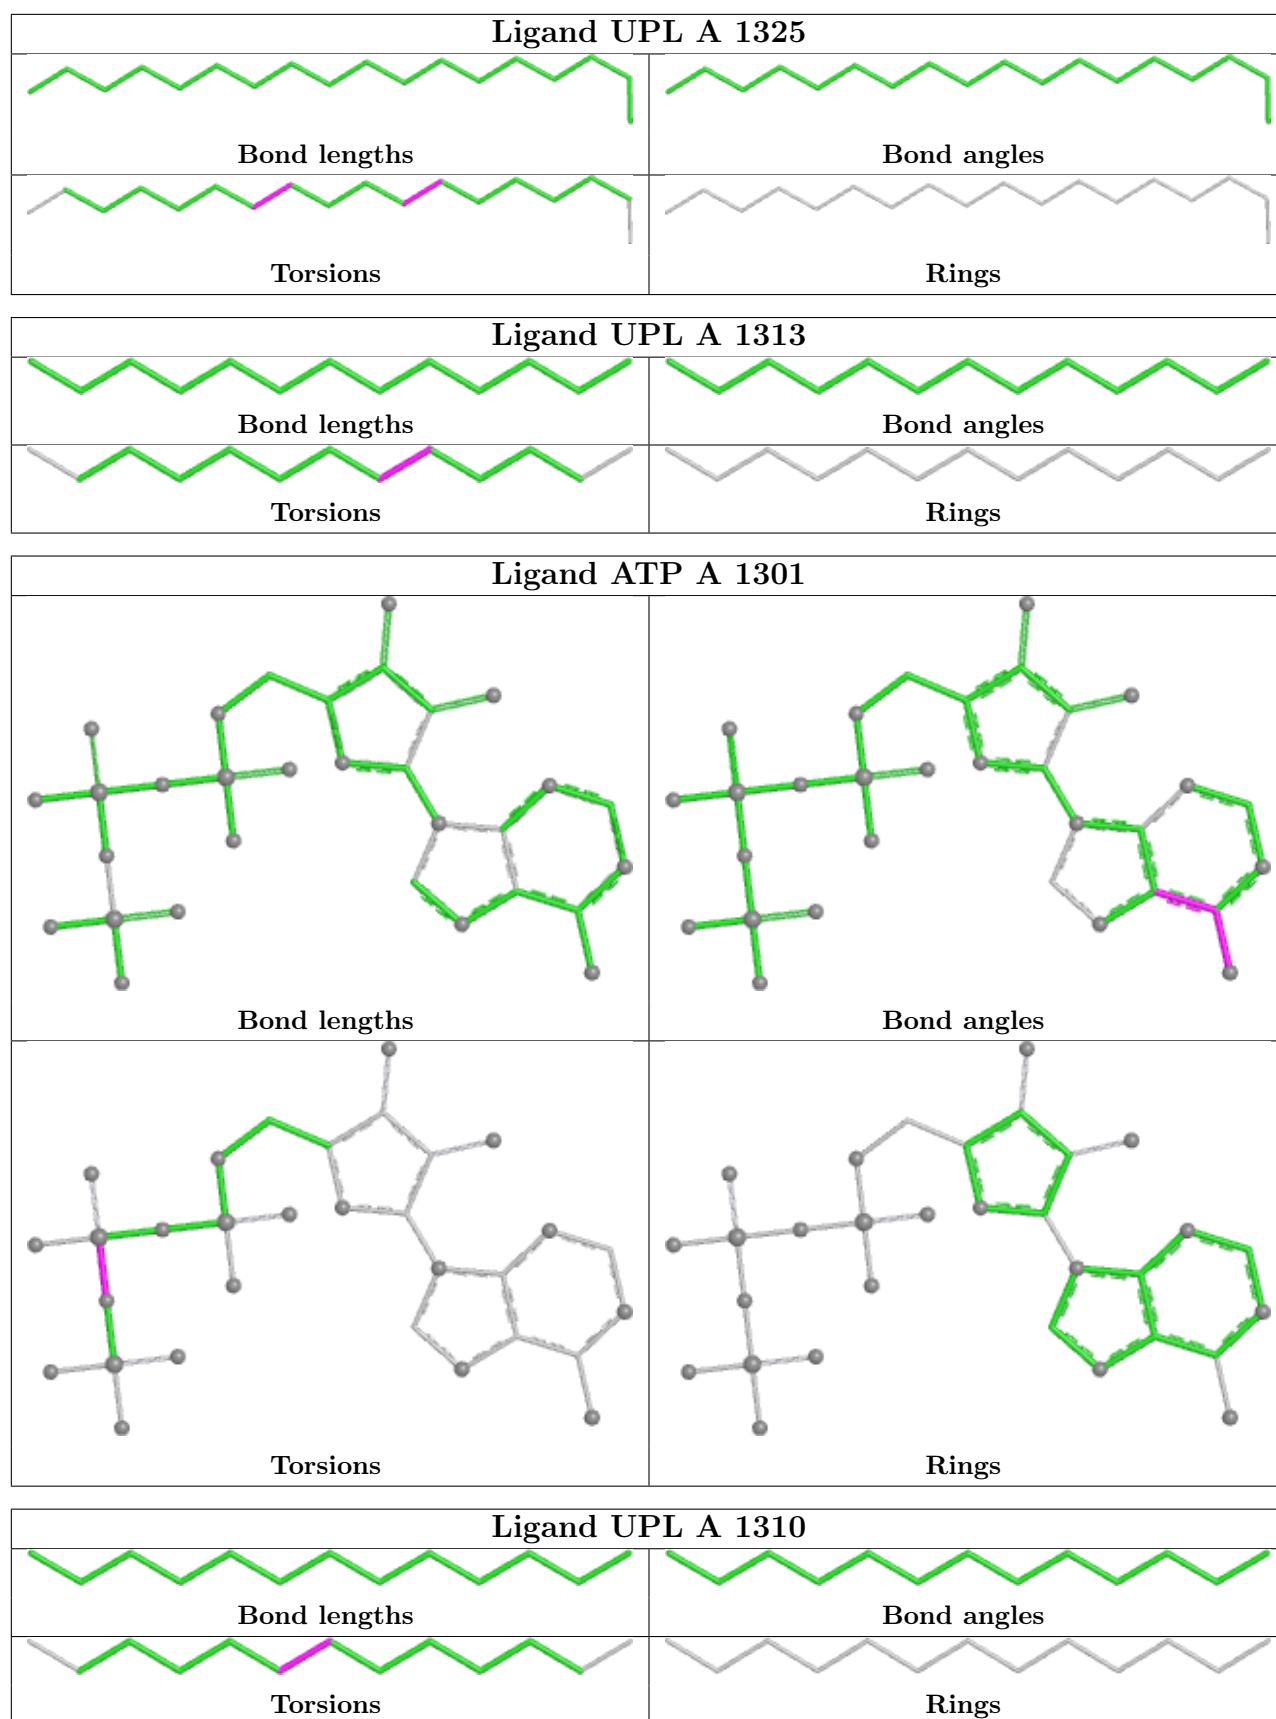 Ligand UPL A 1325
Bond lengths
Bond angles
Torsions
Rings
Ligand UPL A 1313
Bond lengths
Bond angles
Torsions
Rings
Ligand ATP A 1301
Bond lengths
Bond angles
Torsions
Rings
Ligand UPL A 1310
Bond lengths
Bond angles
Torsions
Rings